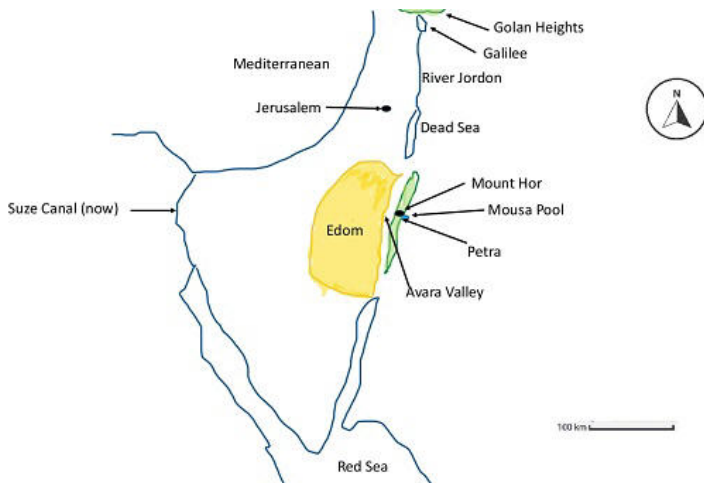 Golan Heights
Galilee
Mediterranean
River Jordon
N
Jerusalem
Dead Sea
Mount Hor
Suze Canal (now)
Mousa Pool
Edom
Petra
Avara Valley
100 km
Red Sea